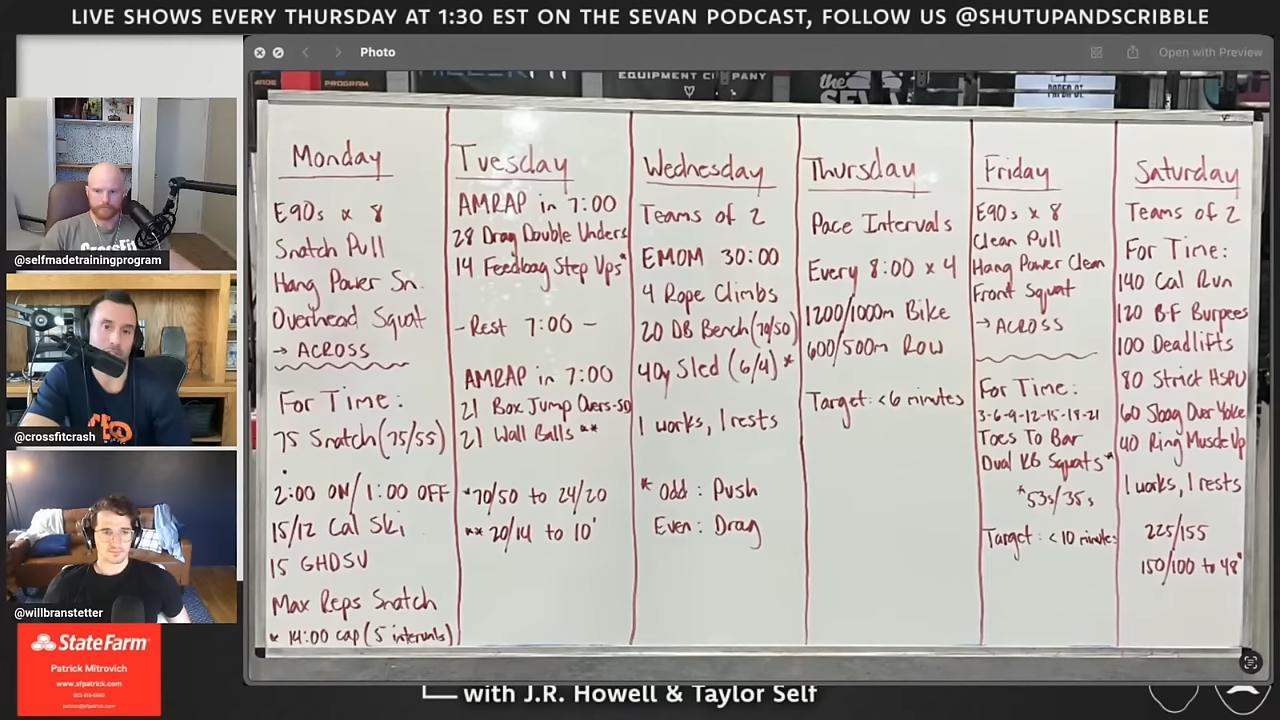 LIVE SHOWS EVERY THURSDAY AT 1:30 EST ON THE SEVAN PODCAST, FOLLOW US @SHUTUPANDSCRIBBLE
Photo
Open with Preview
PROGRAM
EQUIPMENT COMPANY
the
Monday
E90s x 8
Snatch Pull
Hang Power Sn.
Overhead Squat
→ ACROSS
For Time:
75 Snatch (75/55)
2:00 ON/1:00 OFF
15/12 Cal Ski
15 GHDSU
Max Reps Snatch
* 14:00 cap (5 intervals)
Tuesday
AMRAP in 7:00
28 Drag Double Unders
14 Feedbag Step Ups*
- Rest 7:00 -
AMRAP in 7:00
21 Box Jump Overs-SD
21 Wall Balls **
*70/50 to 24/20
** 20/14 to 10'
Wednesday
Teams of 2
EMOM 30:00
4 Rope Climbs
20 DB Bench (70/50)
40y Sled (6/4) *
1 works, 1 rests
* Odd: Push
Even: Drag
Thursday
Pace Intervals
Every 8:00 x 4
1200/1000m Bike
600/500m Row
Target: <6 minutes
Friday
E90s x 8
Clean Pull
Hang Power Clean
Front Squat
→ ACROSS
For Time:
3-6-9-12-15-18-21
Toes To Bar
Dual KB Squats*
*53s/35s
Target: <10 minutes
Saturday
Teams of 2
For Time:
140 Cal Run
120 B-F Burpees
100 Deadlifts
80 Strict HSPU
60 Sbag Over Yoke
40 Ring Muscle Up
1 works, 1 rests
225/155
150/100 to 48"
@selfmadetrainingprogram
@crossfitcrash
@willbranstetter
StateFarm
Patrick Mitrovich
www.sfpatrick.com
with J.R. Howell & Taylor Self